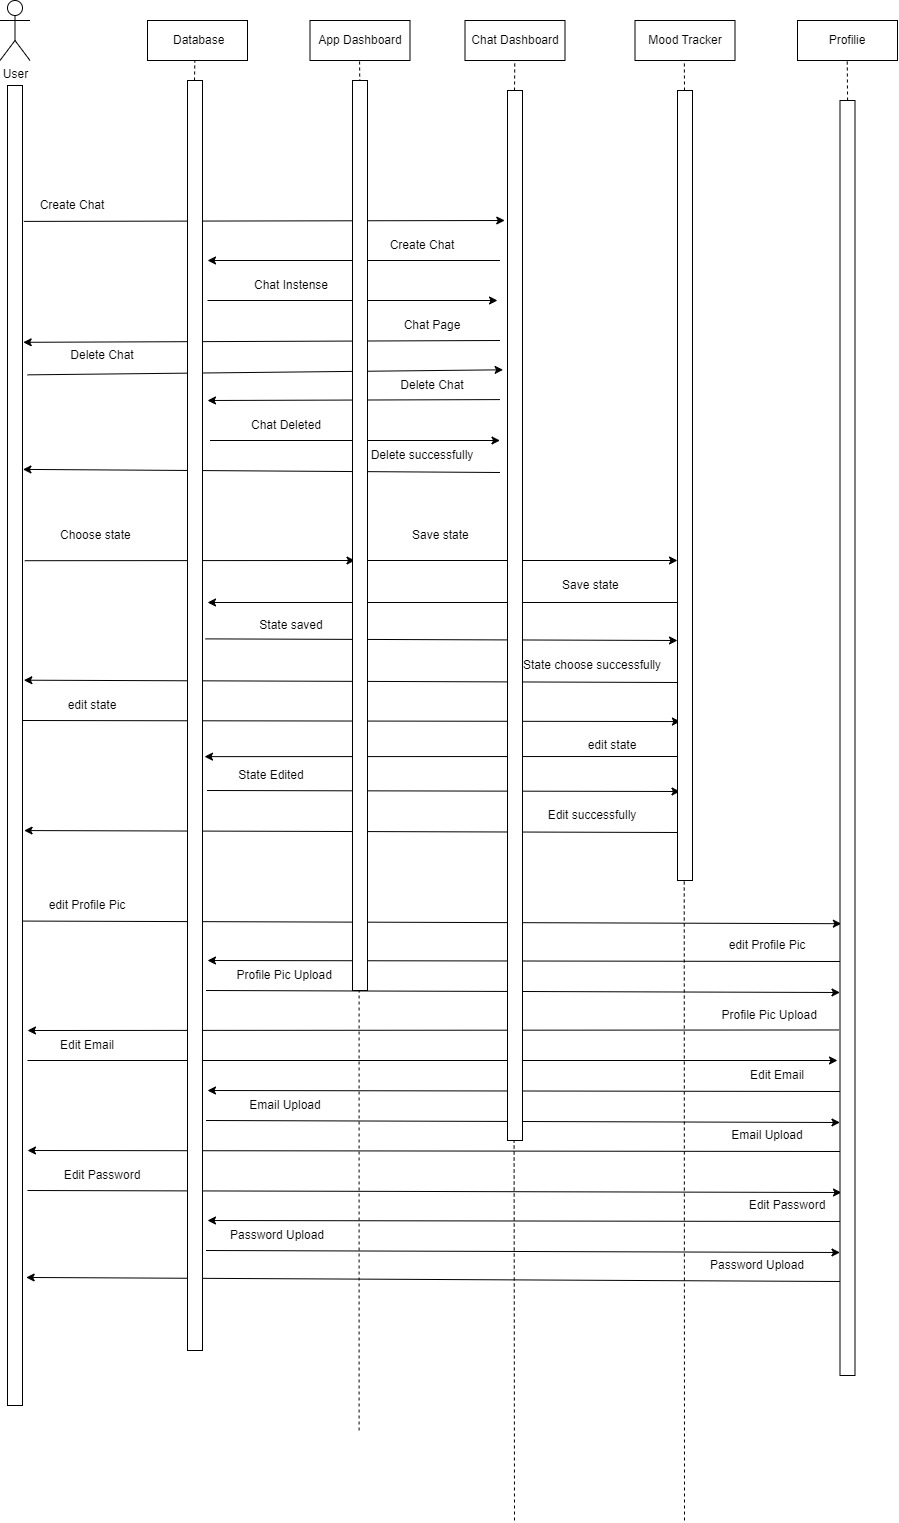 User
Database
App Dashboard
Chat Dashboard
Mood Tracker
Profilie
Create Chat
Create Chat
Chat Instense
Chat Page
Delete Chat
Delete Chat
Chat Deleted
Delete successfully
Choose state
Save state
Save state
State saved
State choose successfully
edit state
edit state
State Edited
Edit successfully
edit Profile Pic
edit Profile Pic
Profile Pic Upload
Profile Pic Upload
Edit Email
Edit Email
Email Upload
Email Upload
Edit Password
Edit Password
Password Upload
Password Upload